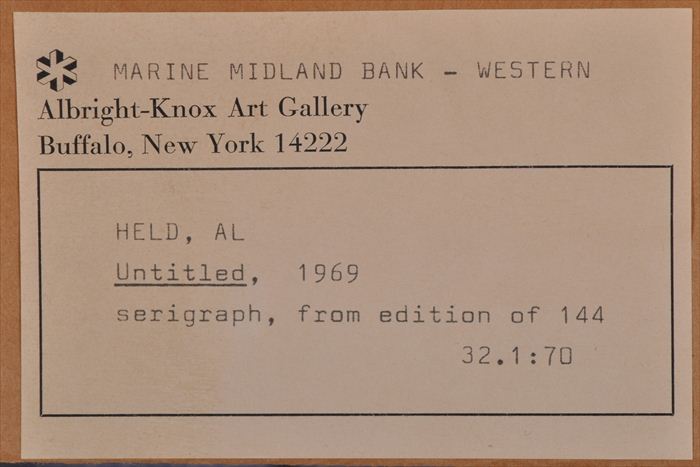 MARINE MIDLAND BANK - WESTERN
Albright-Knox Art Gallery
Buffalo, New York 14222
HELD, AL
Untitled, 1969
serigraph, from edition of 144
32.1:70